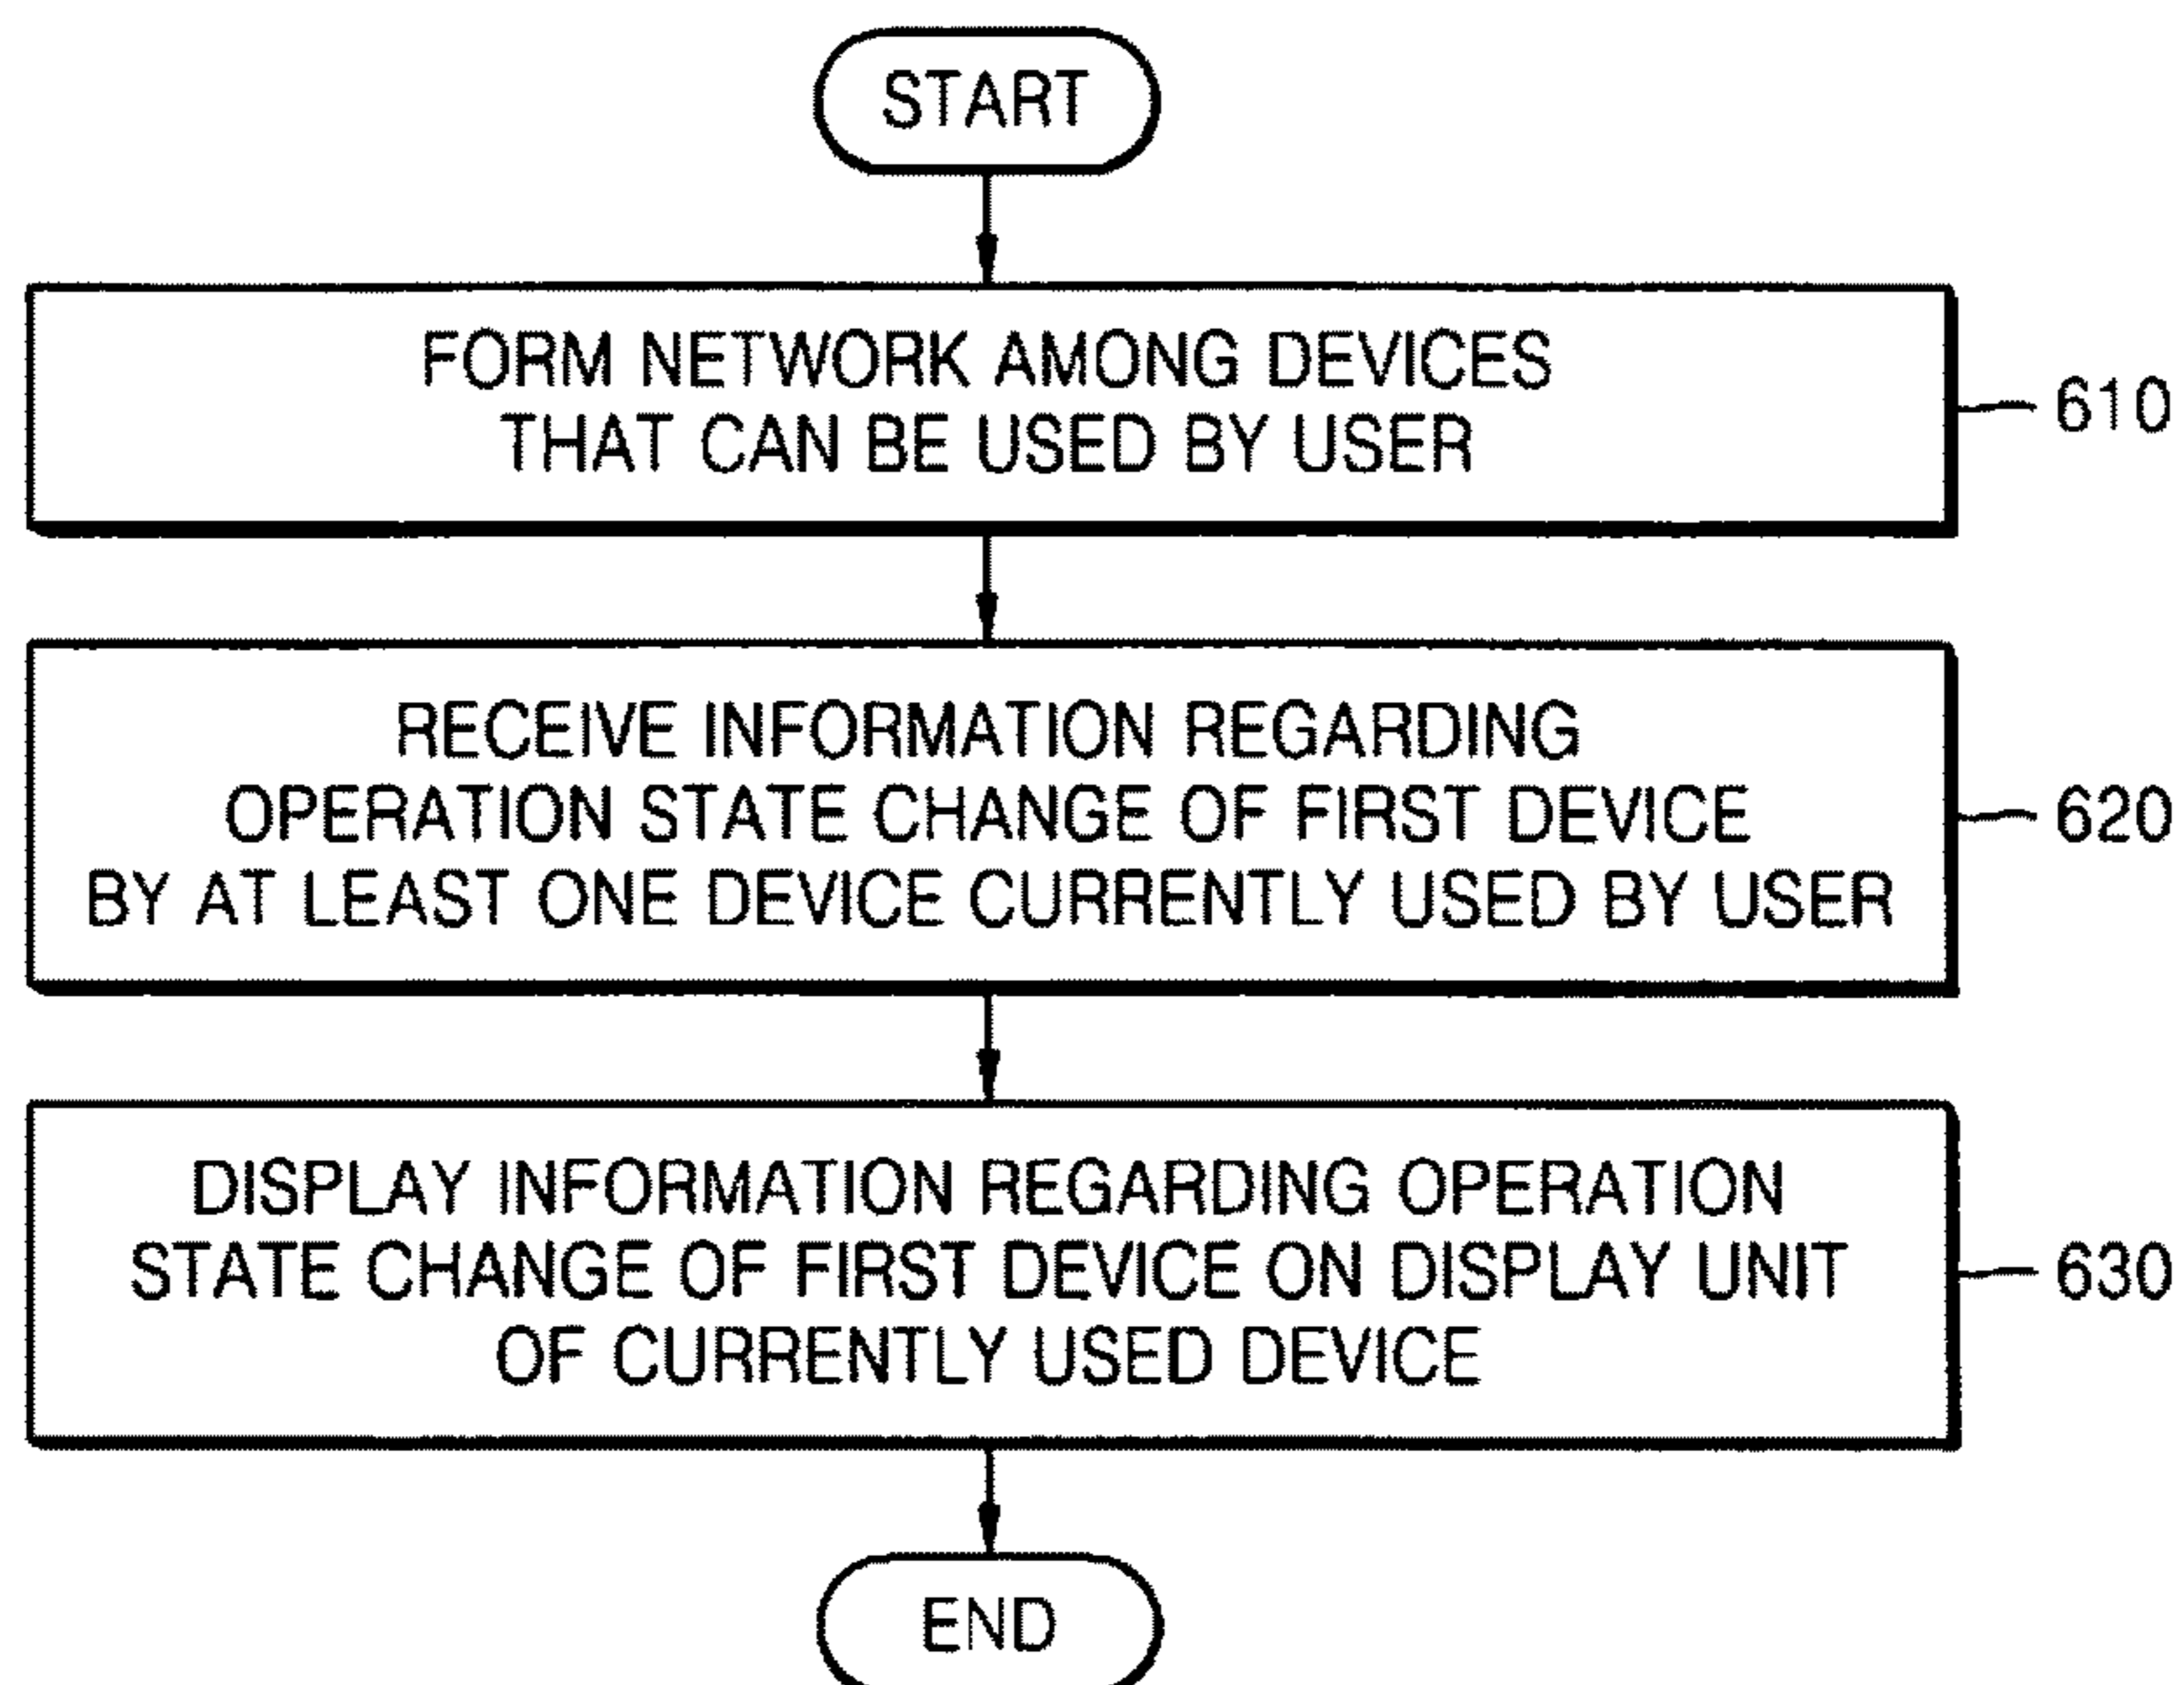 START
FORM NETWORK AMONG DEVICES
THAT CAN BE USED BY USER
610
RECEIVE INFORMATION REGARDING
OPERATION STATE CHANGE OF FIRST DEVICE
BY AT LEAST ONE DEVICE CURRENTLY USED BY USER
620
DISPLAY INFORMATION REGARDING OPERATION
STATE CHANGE OF FIRST DEVICE ON DISPLAY UNIT
OF CURRENTLY USED DEVICE
630
END